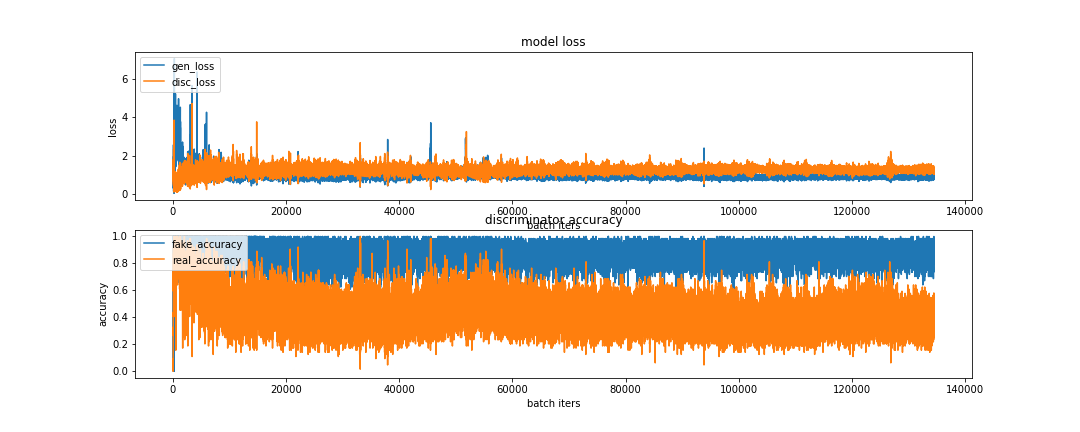 model loss
gen_loss
disc_loss
loss
6
4
2
0
0 20000 40000 60000 80000 100000 120000 140000
batch iters
discriminator accuracy
fake_accuracy
real_accuracy
accuracy
1.0
0.8
0.6
0.4
0.2
0.0
0 20000 40000 60000 80000 100000 120000 140000
batch iters